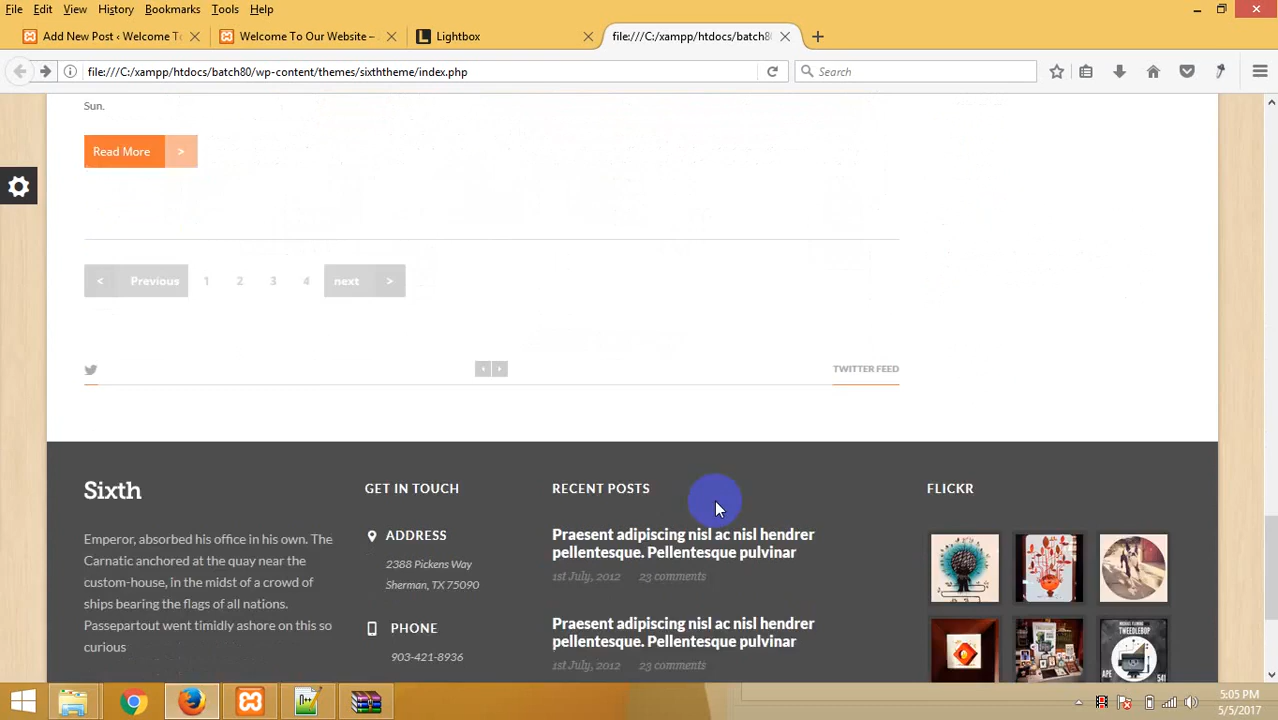 File Edit View History Bookmarks Tools Help
Add New Post ‹ Welcome T
Welcome To Our Website –
Lightbox
file:///C:/xampp/htdocs/batch80
file:///C:/xampp/htdocs/batch80/wp-content/themes/sixththeme/index.php
Search
Sun.
Read More >
< Previous 1 2 3 4 next >
TWITTER FEED
Sixth
Emperor, absorbed his office in his own. The
Carnatic anchored at the quay near the
custom-house, in the midst of a crowd of
ships bearing the flags of all nations.
Passepartout went timidly ashore on this so
curious
GET IN TOUCH
ADDRESS
2388 Pickens Way
Sherman, TX 75090
PHONE
903-421-8936
RECENT POSTS
Praesent adipiscing nisl ac nisl hendrer
pellentesque. Pellentesque pulvinar
1st July, 2012 23 comments
Praesent adipiscing nisl ac nisl hendrer
pellentesque. Pellentesque pulvinar
1st July, 2012 23 comments
FLICKR
TWEEDLEBOP
APE 541
5:05 PM
5/5/2017